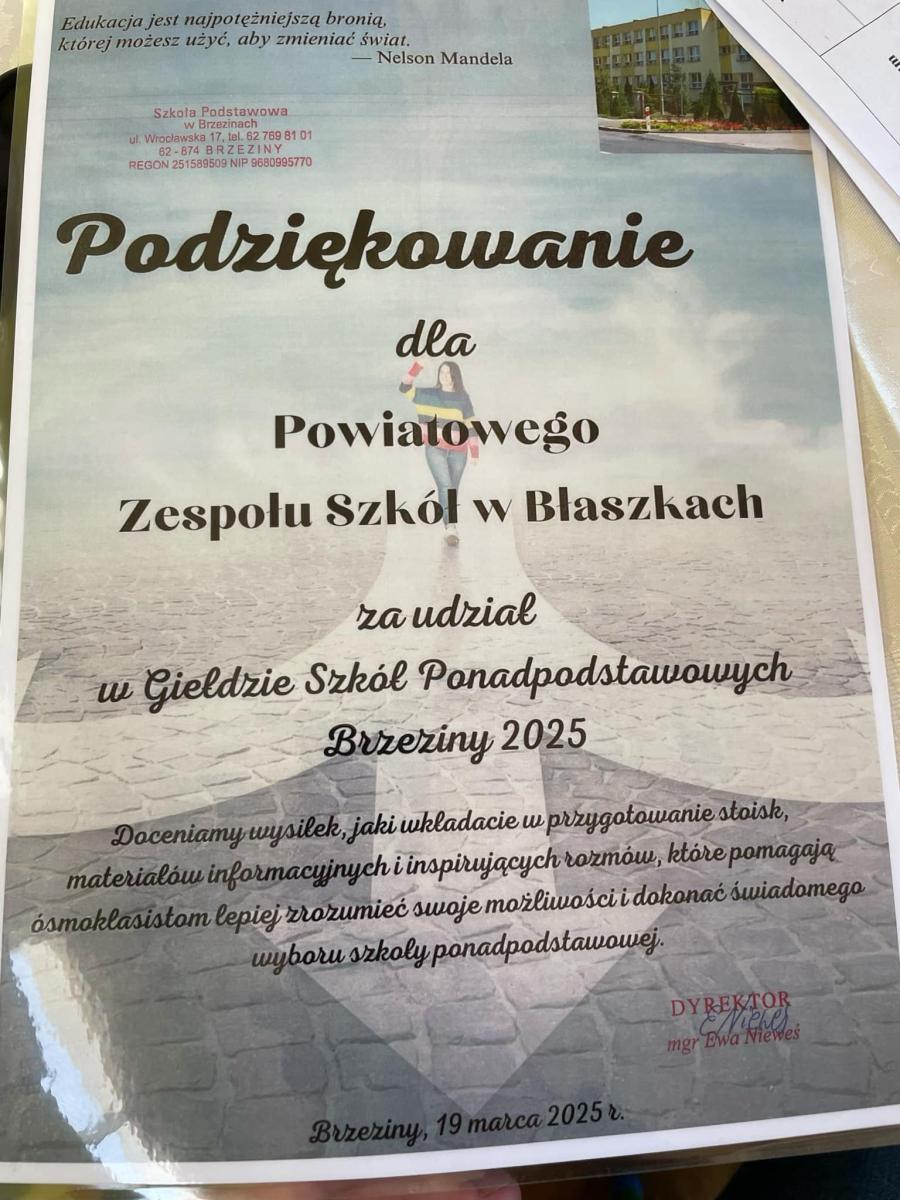 Edukacja jest najpotężniejszą bronią,
której możesz użyć, aby zmieniać świat.
— Nelson Mandela
Szkoła Podstawowa
w Brzezinach
ul. Wrocławska 17, tel. 62 769 81 01
62 - 874 BRZEZINY
REGON 251589509 NIP 9680995770
Podziękowanie
dla
Powiatowego
Zespołu Szkół w Błaszkach
za udział
w Giełdzie Szkół Ponadpodstawowych
Brzeziny 2025
Doceniamy wysiłek, jaki wkładacie w przygotowanie stoisk,
materiałów informacyjnych i inspirujących rozmów, które pomagają
ósmoklasistom lepiej zrozumieć swoje możliwości i dokonać świadomego
wyboru szkoły ponadpodstawowej.
DYREKTOR
mgr Ewa Nieweś
Brzeziny, 19 marca 2025 r.